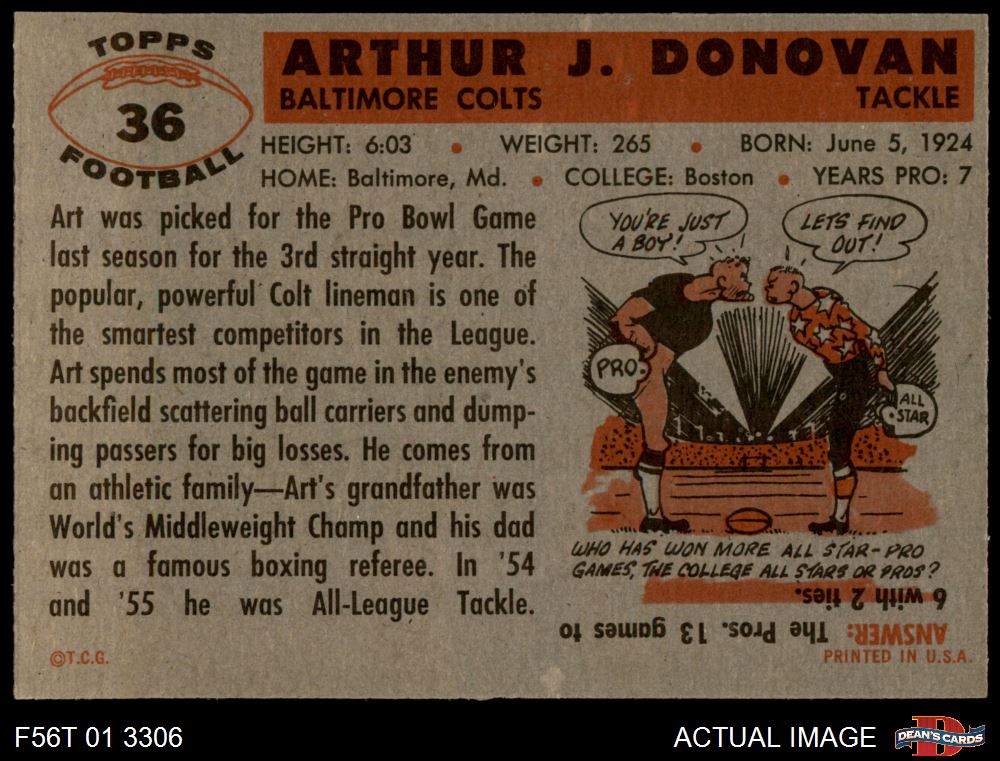 TOPPS
36
FOOTBALL
ARTHUR J. DONOVAN
BALTIMORE COLTS TACKLE
HEIGHT: 6:03 • WEIGHT: 265 • BORN: June 5, 1924
HOME: Baltimore, Md. • COLLEGE: Boston • YEARS PRO: 7
Art was picked for the Pro Bowl Game
last season for the 3rd straight year. The
popular, powerful Colt lineman is one of
the smartest competitors in the League.
Art spends most of the game in the enemy's
backfield scattering ball carriers and dump-
ing passers for big losses. He comes from
an athletic family—Art's grandfather was
World's Middleweight Champ and his dad
was a famous boxing referee. In '54
and '55 he was All-League Tackle.
©T.C.G.
YOU'RE JUST
A BOY!
LETS FIND
OUT!
PRO.
ALL
STAR
WHO HAS WON MORE ALL STAR-PRO
GAMES, THE COLLEGE ALL STARS OR PROS?
ANSWER: The Pros. 13 games to
6 with 2 ties.
PRINTED IN U.S.A.
F56T 01 3306
ACTUAL IMAGE
D
DEAN'S CARDS